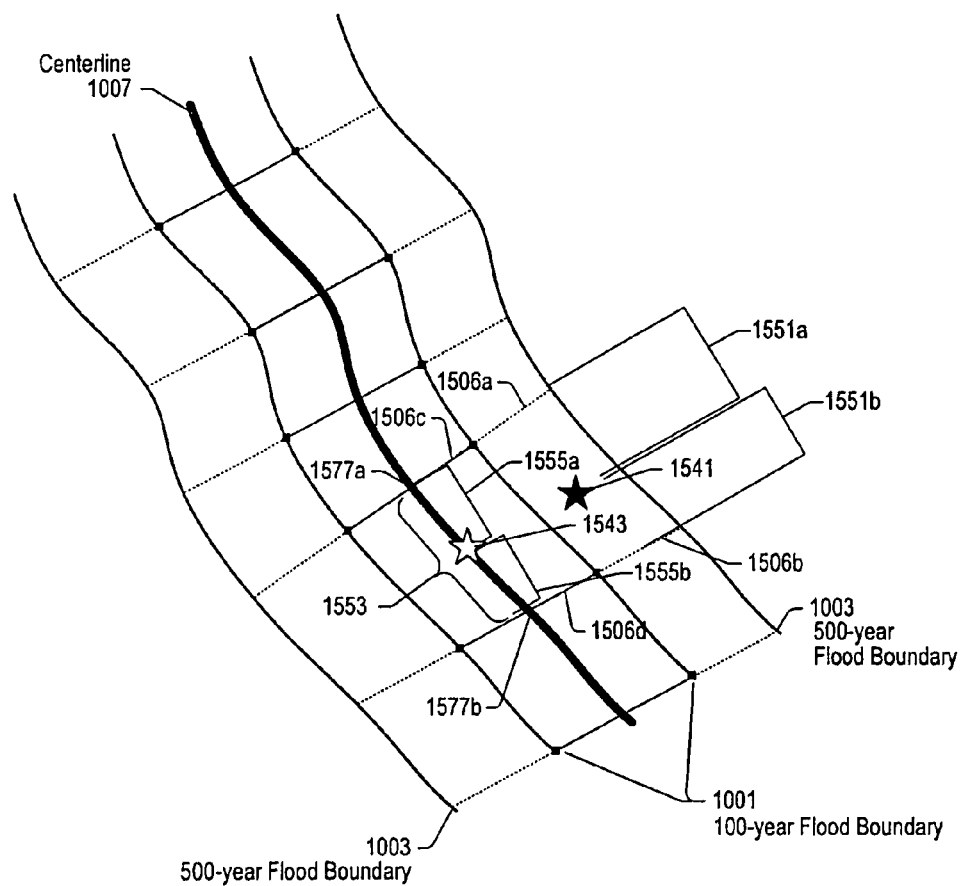 Centerline
1007
1551a
1506a
1551b
1506c
1555a
1577a
1541
1543
1555b
1506b
1553
1003
500-year
Flood Boundary
1506d
1577b
1001
100-year Flood Boundary
1003
500-year Flood Boundary